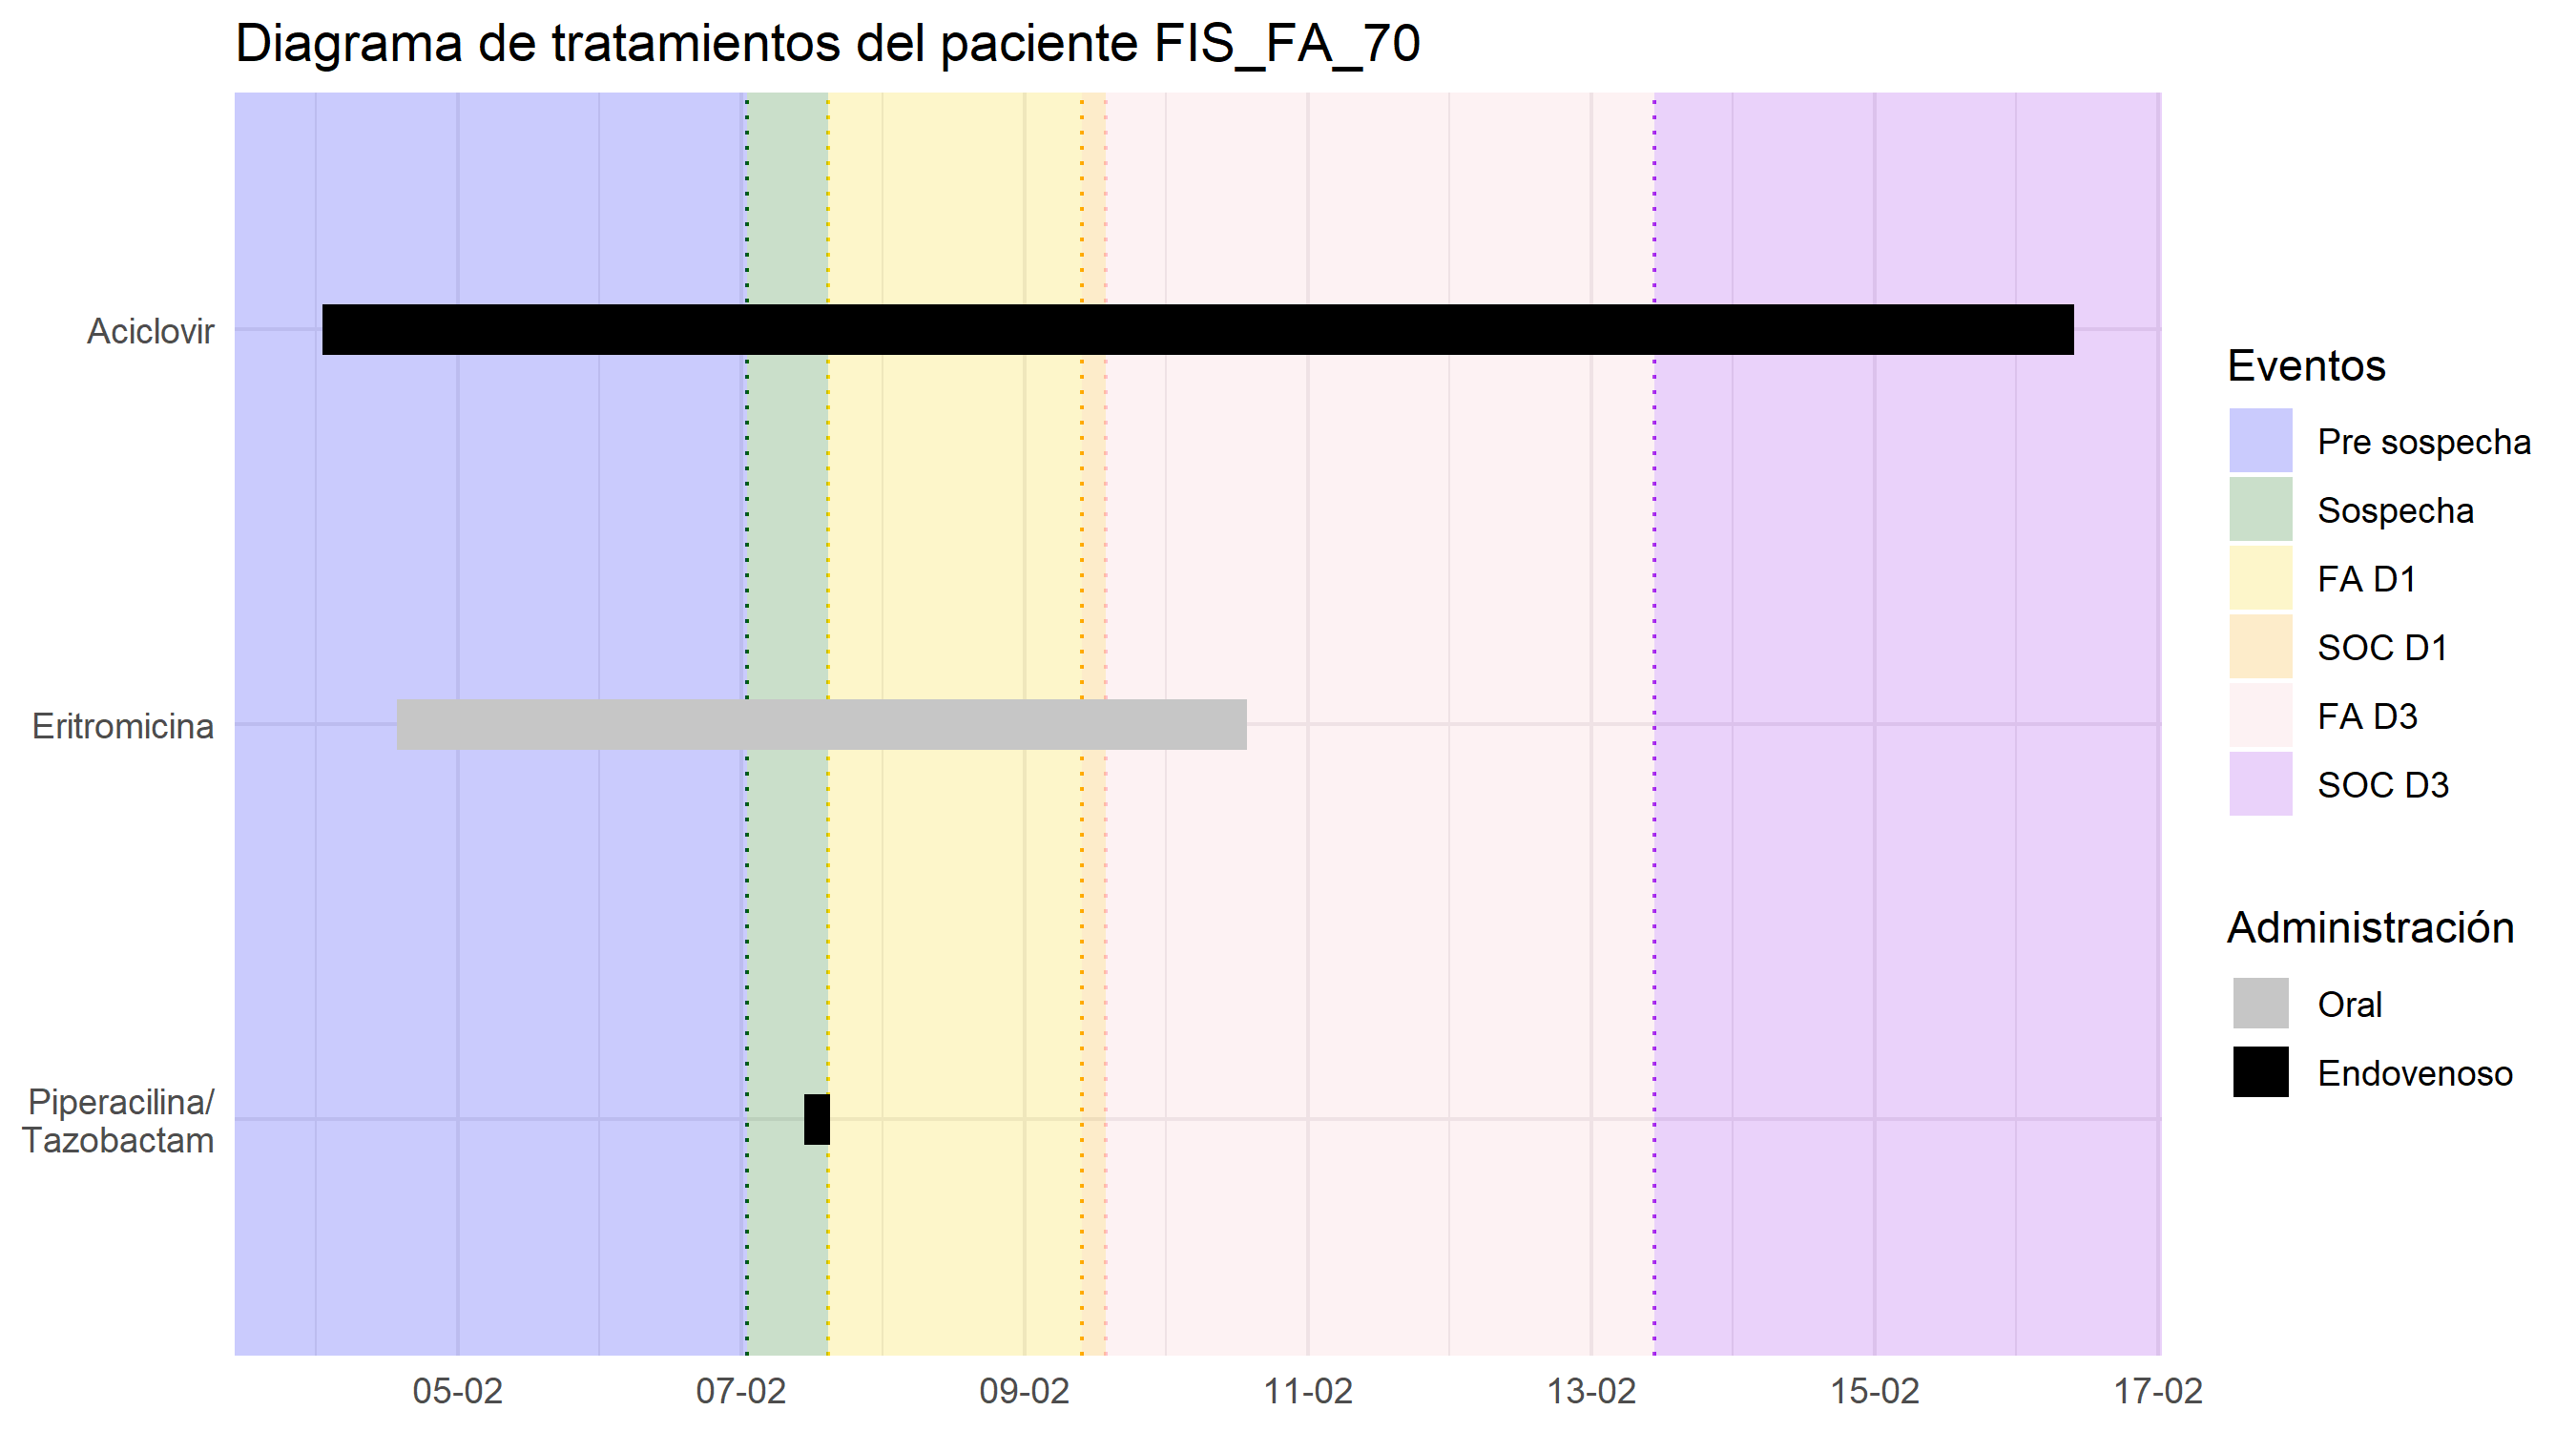 Diagrama de tratamientos del paciente FIS_FA_70
Aciclovir
Eritromicina
Piperacilina/
Tazobactam
05-02
07-02
09-02
11-02
13-02
15-02
17-02
Eventos
Pre sospecha
Sospecha
FA D1
SOC D1
FA D3
SOC D3
Administración
Oral
Endovenoso